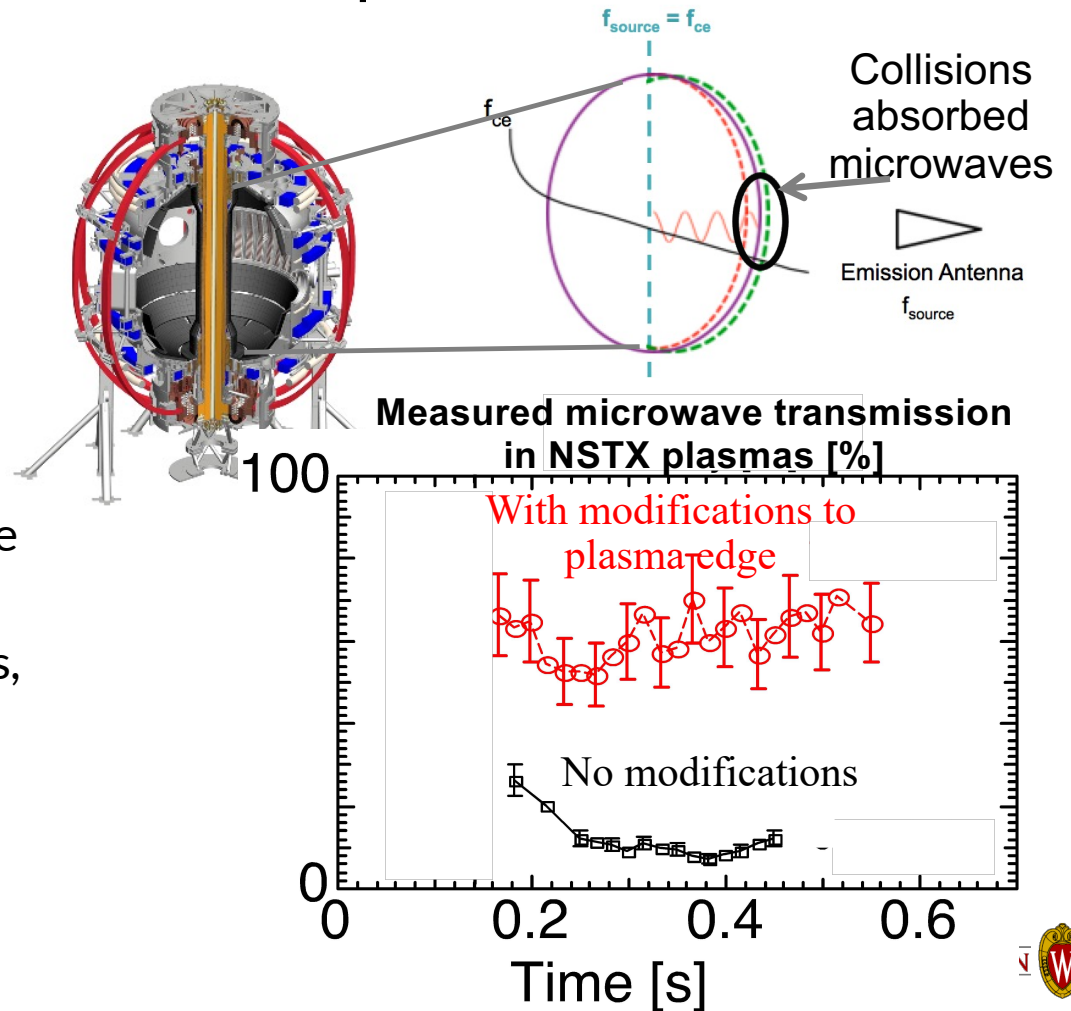 f_source = f_ce
f_ce
Collisions
absorbed
microwaves
Emission Antenna
f_source
Measured microwave transmission
in NSTX plasmas [%]
100
With modifications to
plasma edge
No modifications
0
0 0.2 0.4 0.6
Time [s]
e
s,
N
W